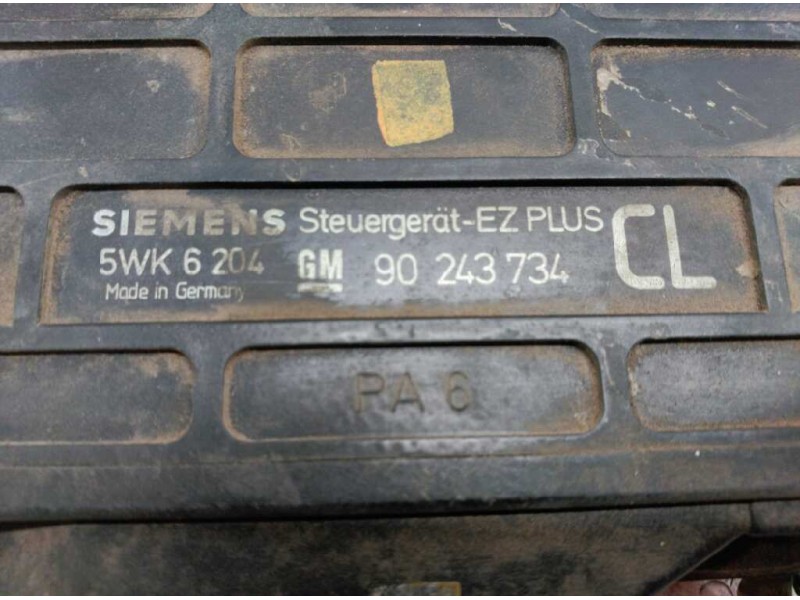 SIEMENS Steuergerät-EZ PLUS CL
5WK 6 204 GM 90 243 734
Made in Germany
PA 6